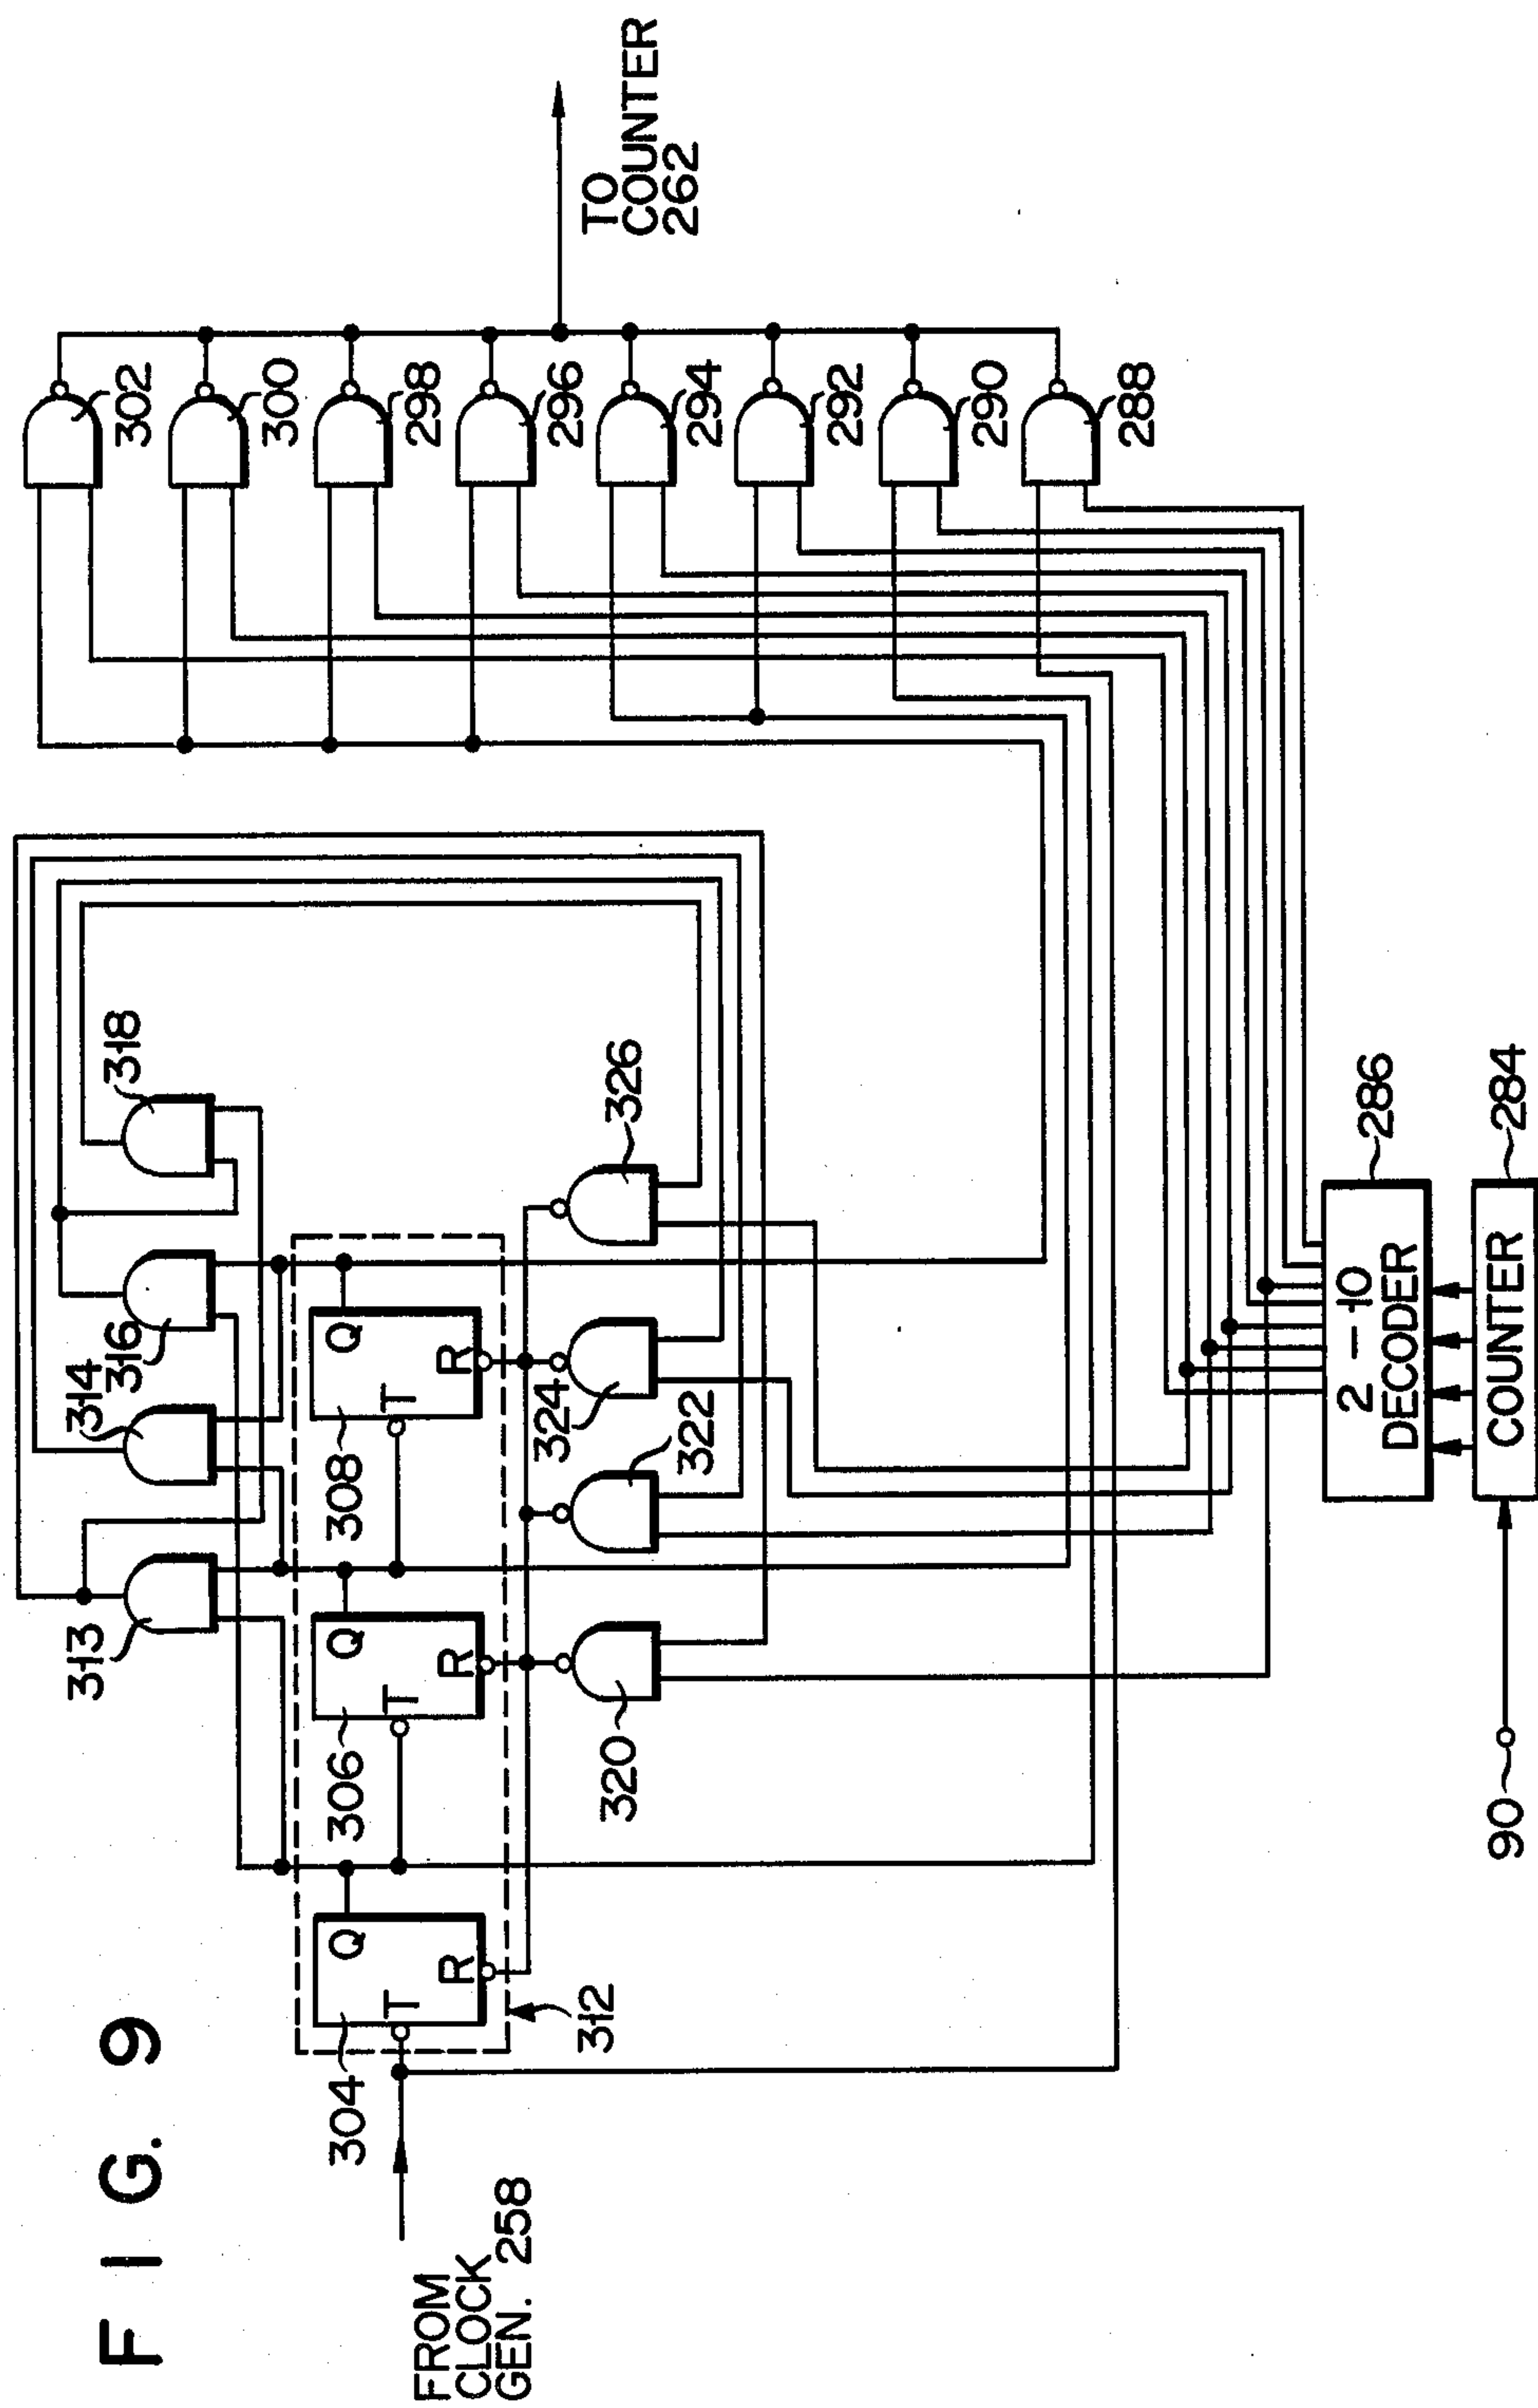 FIG. 9
FROM
CLOCK
GEN. 258
304
T
Q
R
312
306
T
Q
R
308
T
Q
R
313
314
316
318
320
322
324
326
302
300
298
296
294
292
290
288
TO
COUNTER
262
2-10
DECODER
286
COUNTER
284
90